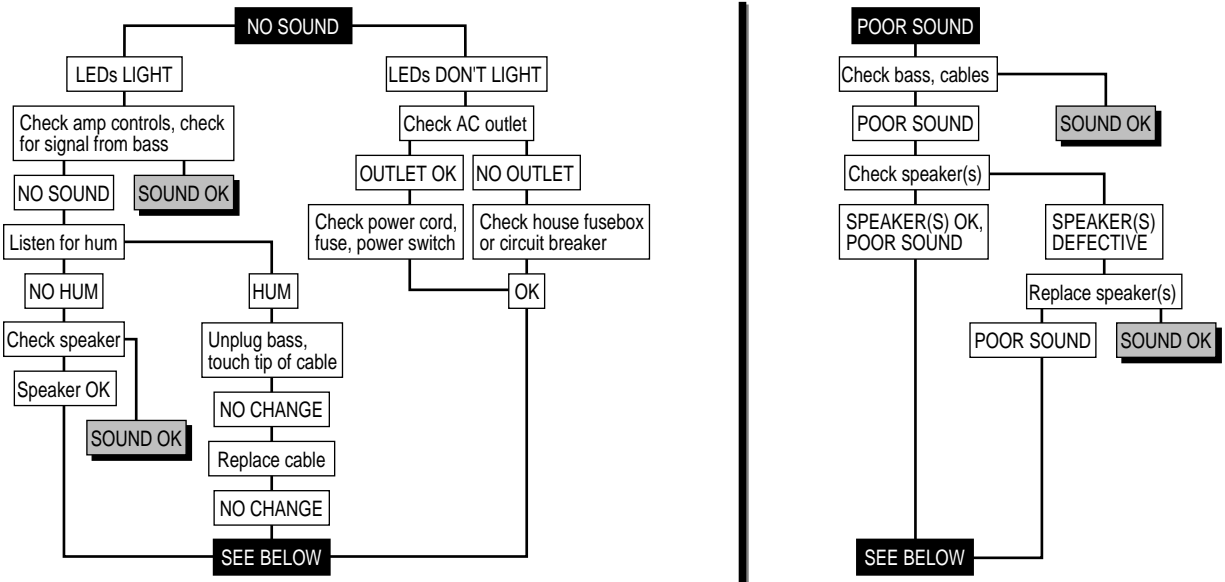 NO SOUND
LEDs LIGHT
LEDs DON'T LIGHT
Check amp controls, check
for signal from bass
Check AC outlet
NO SOUND
SOUND OK
OUTLET OK
NO OUTLET
Check power cord,
fuse, power switch
Check house fusebox
or circuit breaker
Listen for hum
NO HUM
HUM
OK
Check speaker
Unplug bass,
touch tip of cable
Speaker OK
NO CHANGE
SOUND OK
Replace cable
NO CHANGE
SEE BELOW
POOR SOUND
Check bass, cables
POOR SOUND
SOUND OK
Check speaker(s)
SPEAKER(S) OK,
POOR SOUND
SPEAKER(S)
DEFECTIVE
Replace speaker(s)
POOR SOUND
SOUND OK
SEE BELOW